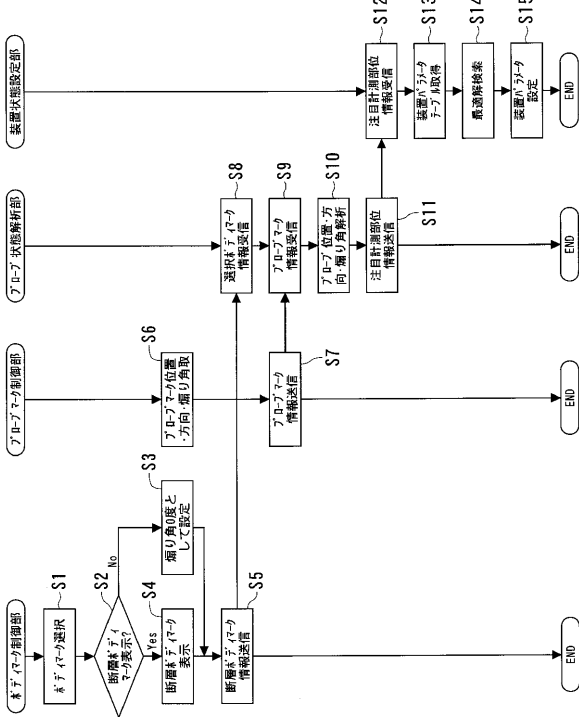 ボディマーク制御部
ボディマーク選択
S1
断層ボディ
マーク表示?
S2
No
Yes
煽り角0度と
して設定
S3
断層ボディマーク
表示
S4
断層ボディマーク
情報送信
S5
END
プローブマーク制御部
プローブマーク位置
・方向・煽り角取
S6
プローブマーク
情報送信
S7
END
プローブ状態解析部
選択ボディマーク
情報受信
S8
プローブマーク
情報受信
S9
プローブ位置・方
向・煽り角解析
S10
注目計測部位
情報送信
S11
END
装置状態設定部
注目計測部位
情報受信
S12
装置パラメータ
テーブル取得
S13
最適解検索
S14
装置パラメータ
設定
S15
END